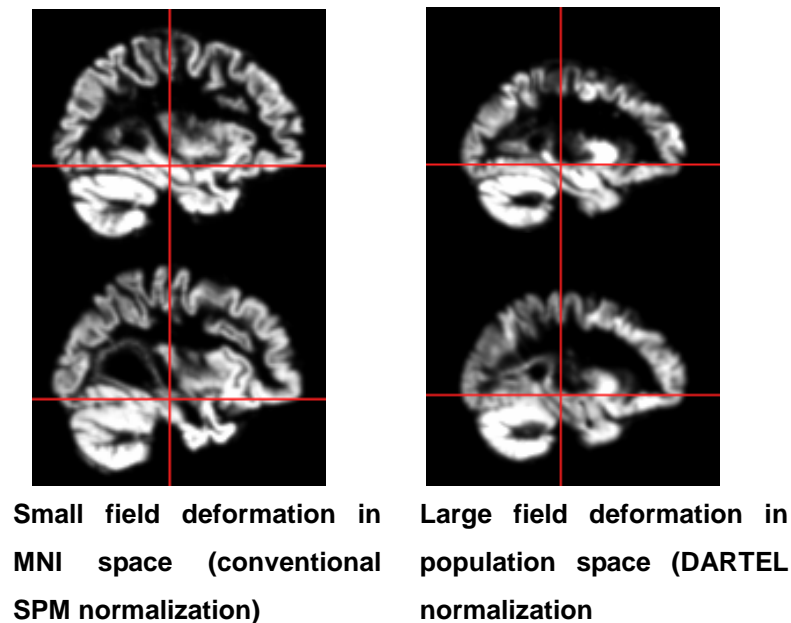 Small field deformation in
MNI space (conventional
SPM normalization)
Large field deformation in
population space (DARTEL
normalization